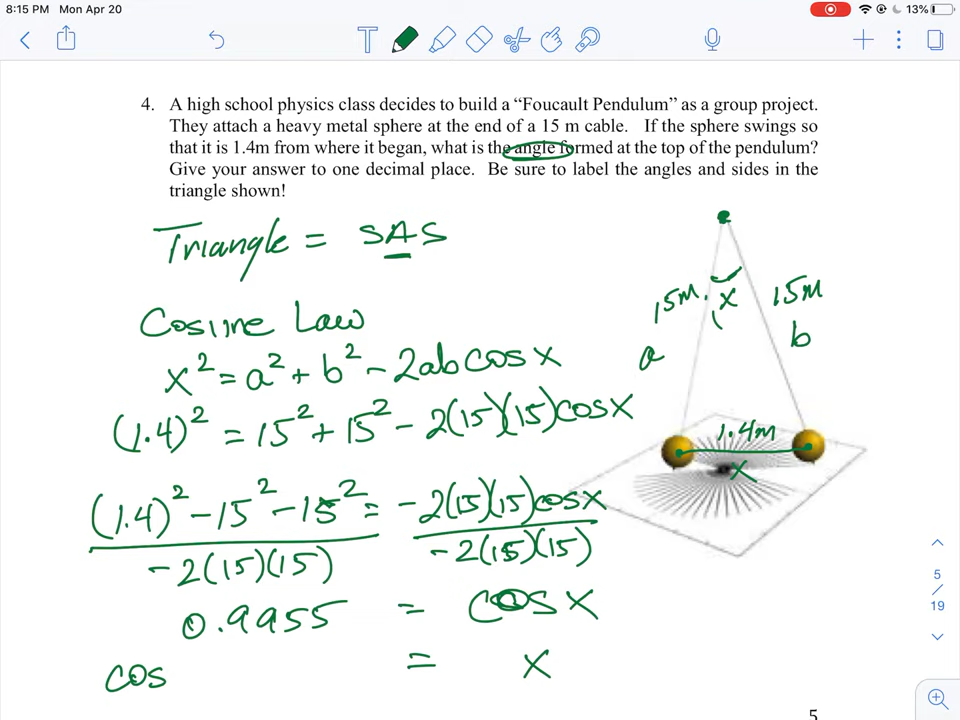 8:15 PM Mon Apr 20
13%
T
4. A high school physics class decides to build a “Foucault Pendulum” as a group project.
They attach a heavy metal sphere at the end of a 15 m cable. If the sphere swings so
that it is 1.4m from where it began, what is the angle formed at the top of the pendulum?
Give your answer to one decimal place. Be sure to label the angles and sides in the
triangle shown!
Triangle = SAS
15m. x 15m
a b
Cosine Law
x² = a² + b² - 2ab cos x
(1.4)² = 15² + 15² - 2(15)(15) cos x
1.4m
x
(1.4)² - 15² - 15² = -2(15)(15) cos x
-2(15)(15) -2(15)(15)
0.9955 = cos x
cos = x
5
/
19
5